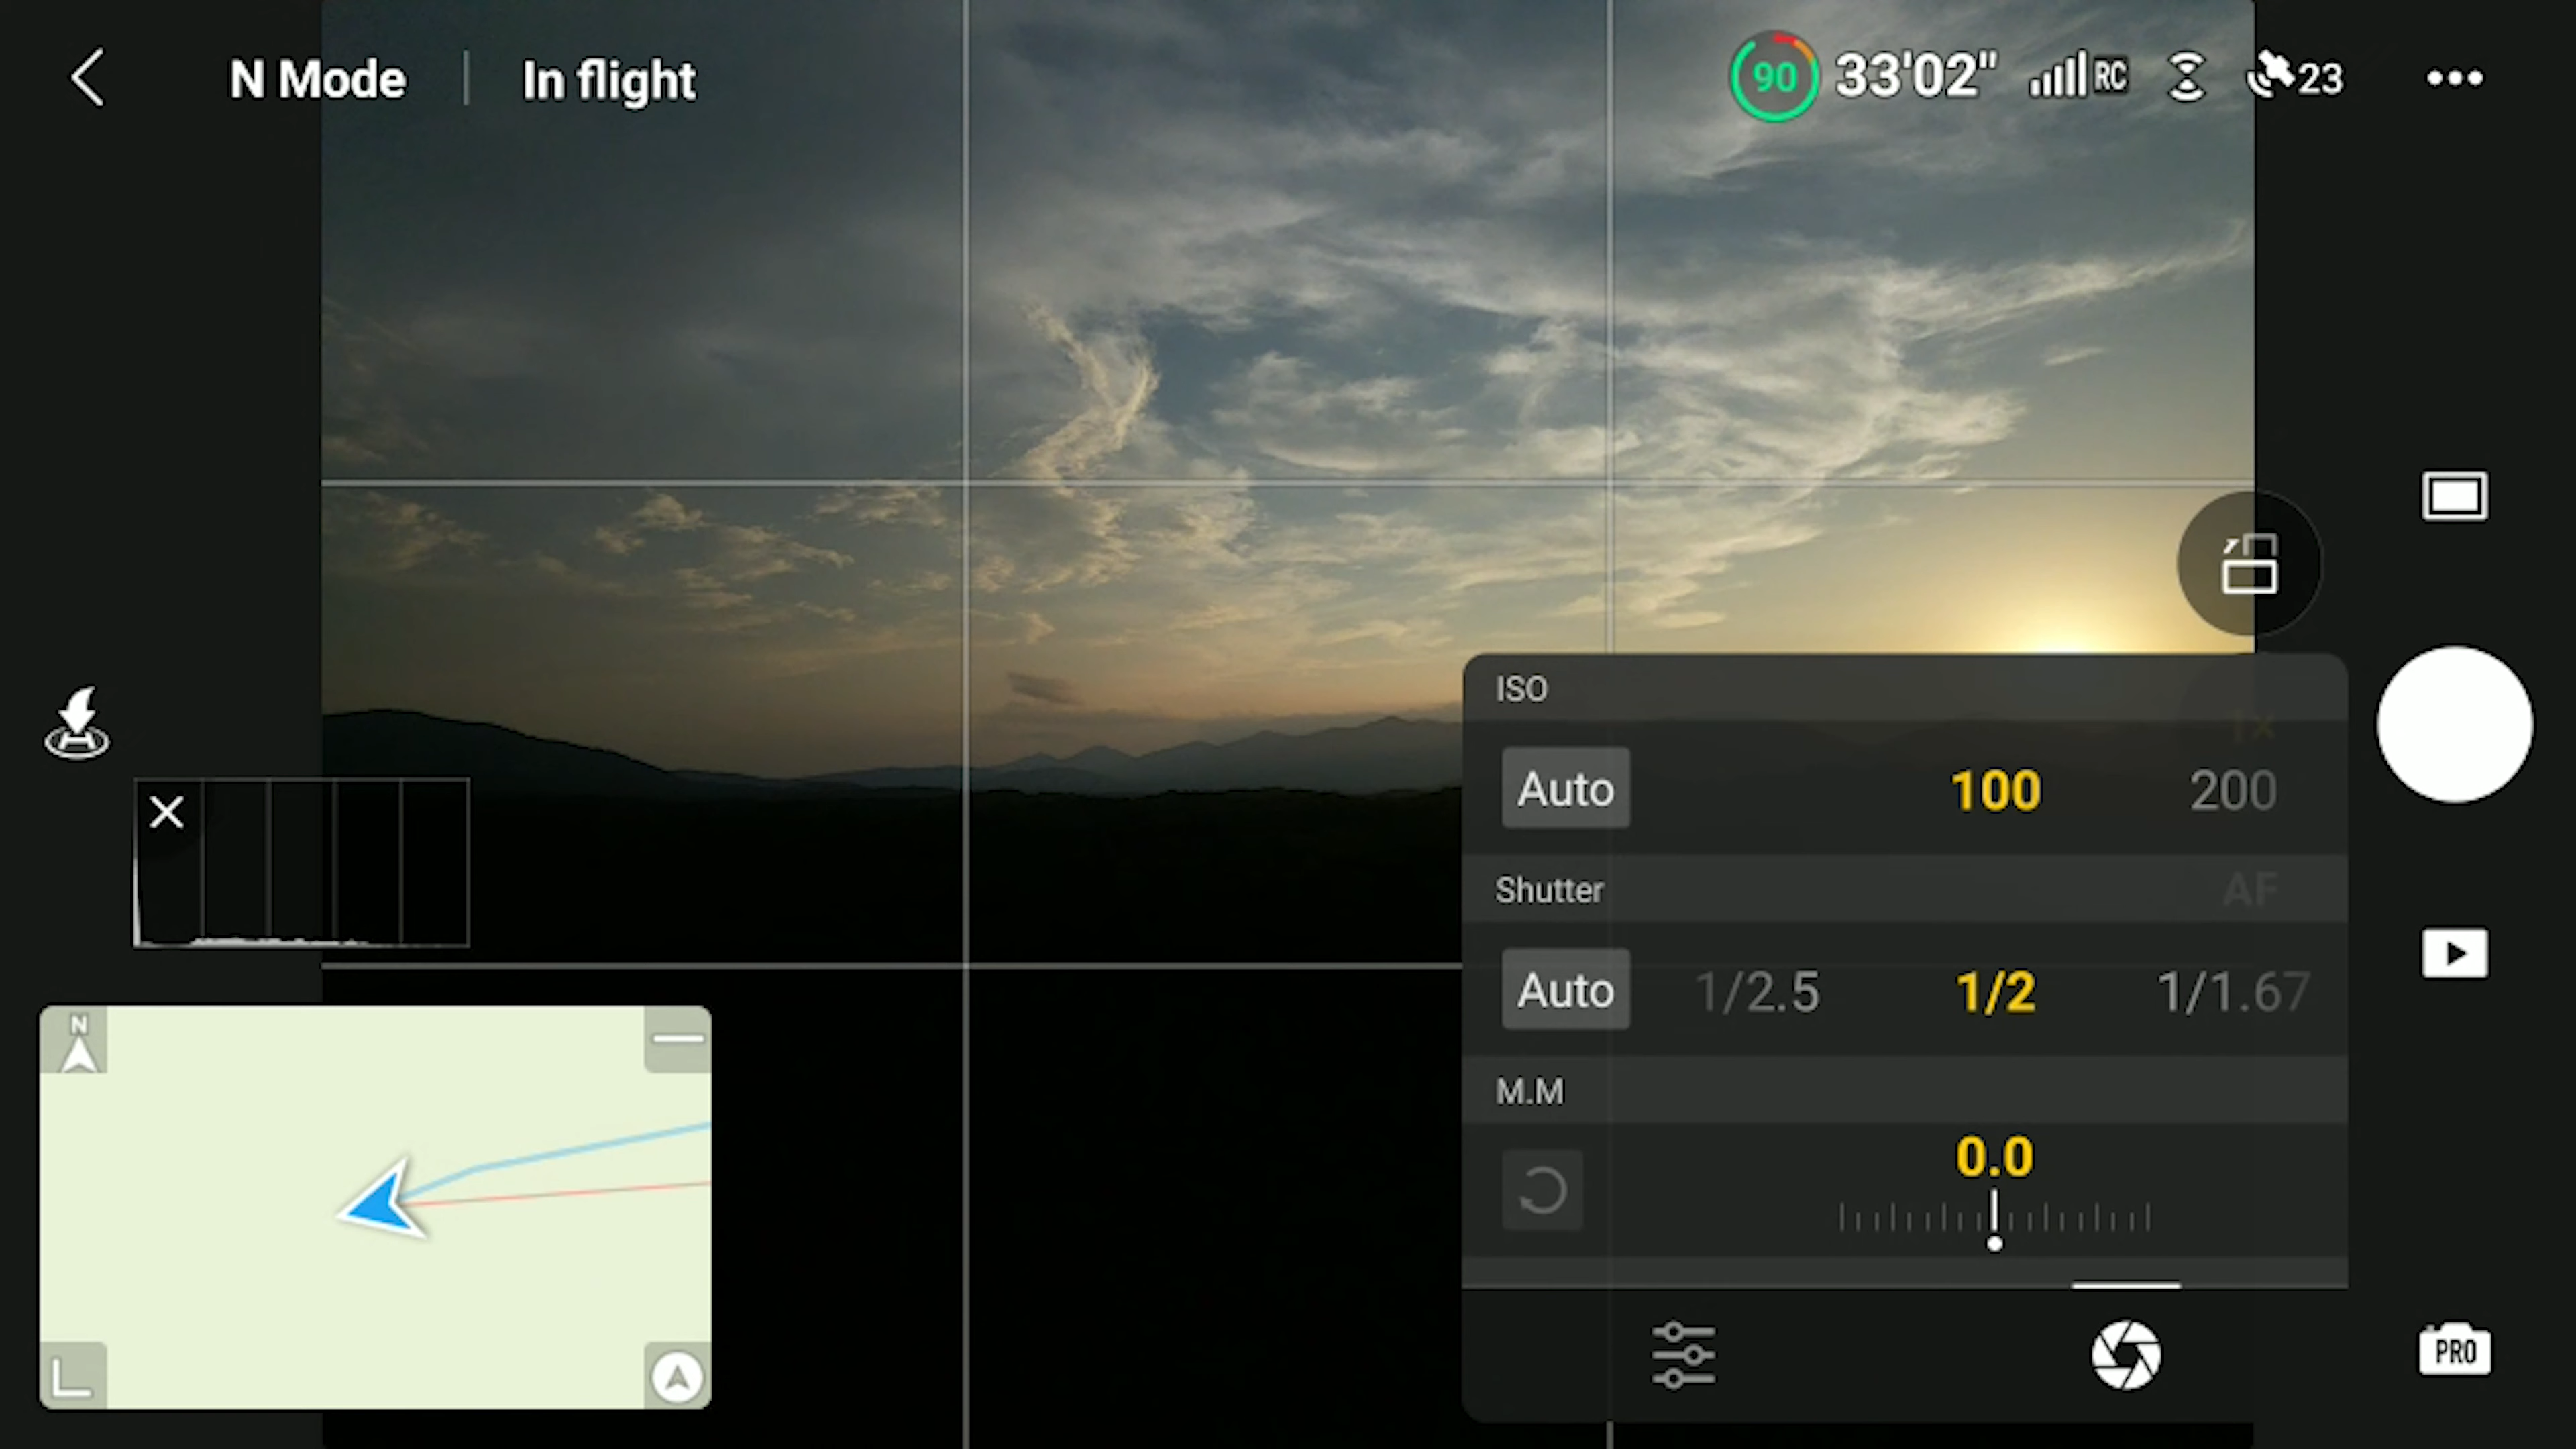 N Mode | In flight
90 33'02" RC 23
ISO
1x
Auto 100 200
Shutter
AF
Auto 1/2.5 1/2 1/1.67
M.M
0.0
N
PRO